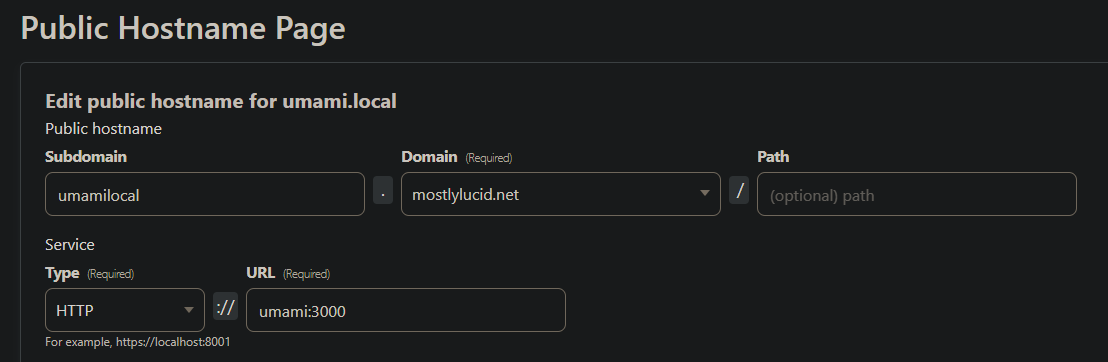 Public Hostname Page
Edit public hostname for umami.local
Public hostname
Subdomain Domain (Required) Path
umamilocal . mostlylucid.net / (optional) path
Service
Type (Required) URL (Required)
HTTP :// umami:3000
For example, https://localhost:8001